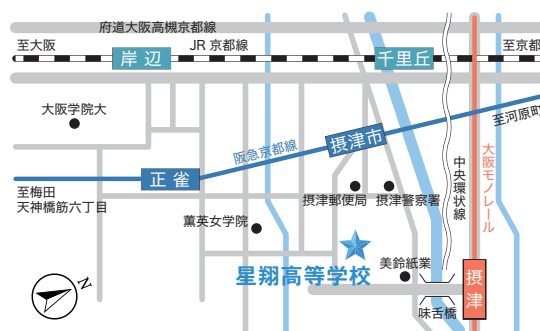 府道大阪高槻京都線
至大阪
JR 京都線
至京都
岸辺
千里丘
大阪学院大
至河原町
摂津市
阪急京都線
大阪モノレール
中央環状線
正雀
至梅田
天神橋筋六丁目
摂津郵便局
摂津警察署
薫英女学院
星翔高等学校
美鈴紙業
摂津
味舌橋
N